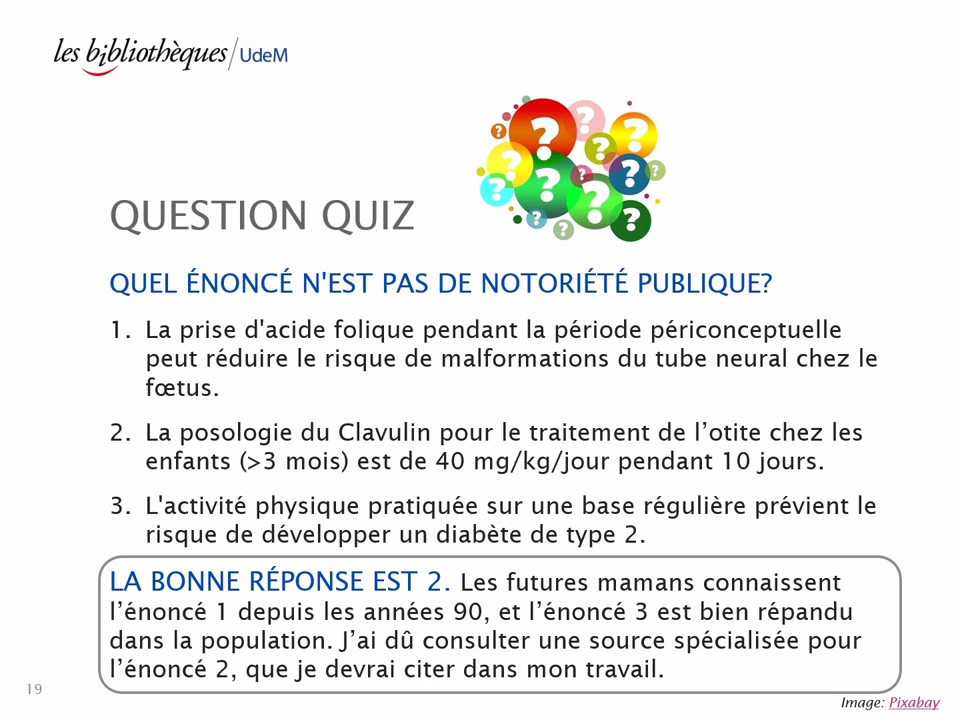 les bibliothèques/UdeM
QUESTION QUIZ
QUEL ÉNONCÉ N'EST PAS DE NOTORIÉTÉ PUBLIQUE?
1. La prise d'acide folique pendant la période périconceptuelle
peut réduire le risque de malformations du tube neural chez le
fœtus.
2. La posologie du Clavulin pour le traitement de l’otite chez les
enfants (>3 mois) est de 40 mg/kg/jour pendant 10 jours.
3. L'activité physique pratiquée sur une base régulière prévient le
risque de développer un diabète de type 2.
LA BONNE RÉPONSE EST 2. Les futures mamans connaissent
l’énoncé 1 depuis les années 90, et l’énoncé 3 est bien répandu
dans la population. J’ai dû consulter une source spécialisée pour
l’énoncé 2, que je devrai citer dans mon travail.
19
Image: Pixabay